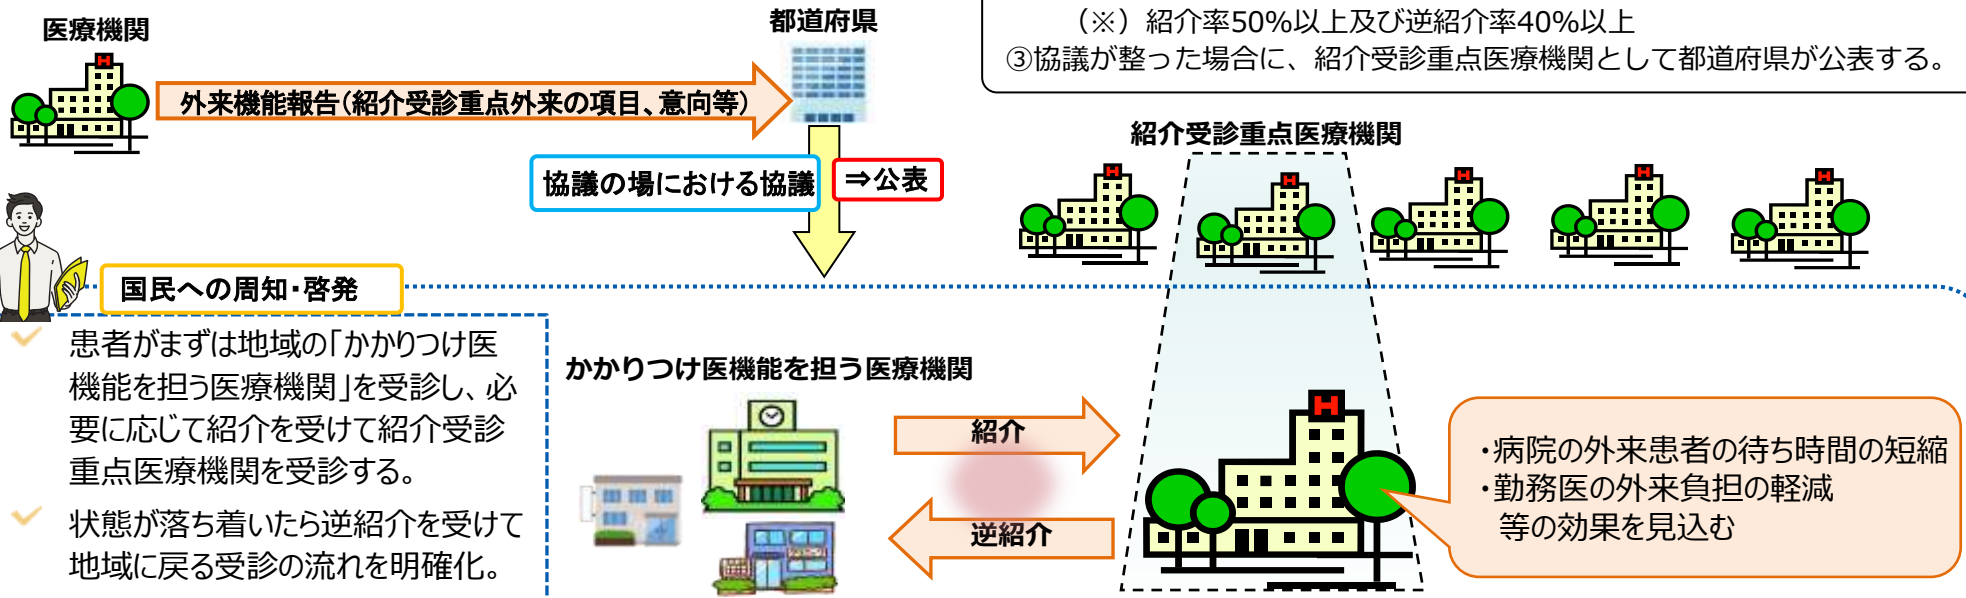 医療機関
都道府県
（※）紹介率50%以上及び逆紹介率40%以上
③協議が整った場合に、紹介受診重点医療機関として都道府県が公表する。
外来機能報告（紹介受診重点外来の項目、意向等）
協議の場における協議
⇒公表
紹介受診重点医療機関
国民への周知・啓発
患者がまずは地域の「かかりつけ医
機能を担う医療機関」を受診し、必
要に応じて紹介を受けて紹介受診
重点医療機関を受診する。
状態が落ち着いたら逆紹介を受けて
地域に戻る受診の流れを明確化。
かかりつけ医機能を担う医療機関
紹介
逆紹介
・病院の外来患者の待ち時間の短縮
・勤務医の外来負担の軽減
等の効果を見込む
H
H
H
H
H
H
H